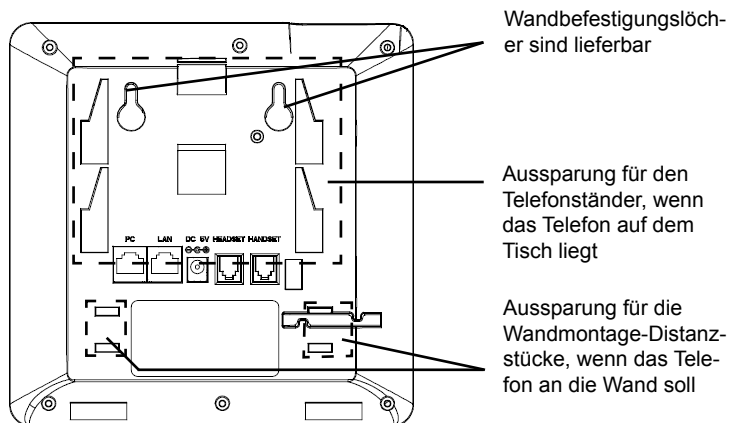 Wandbefestigungslöch-
er sind lieferbar
Aussparung für den
Telefonständer, wenn
das Telefon auf dem
Tisch liegt
PC LAN DC 5V HEADSET HANDSET
Aussparung für die
Wandmontage-Distanz-
stücke, wenn das Tele-
fon an die Wand soll